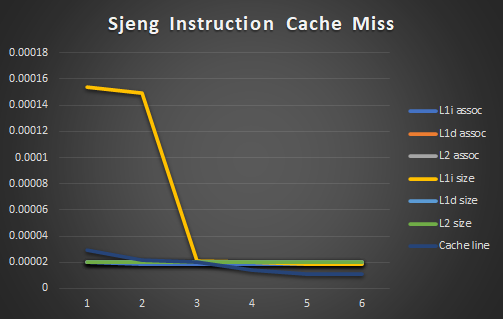 Sjeng Instruction Cache Miss
0.00018
0.00016
0.00014
0.00012
0.0001
0.00008
0.00006
0.00004
0.00002
0
1 2 3 4 5 6
L1i assoc
L1d assoc
L2 assoc
L1i size
L1d size
L2 size
Cache line